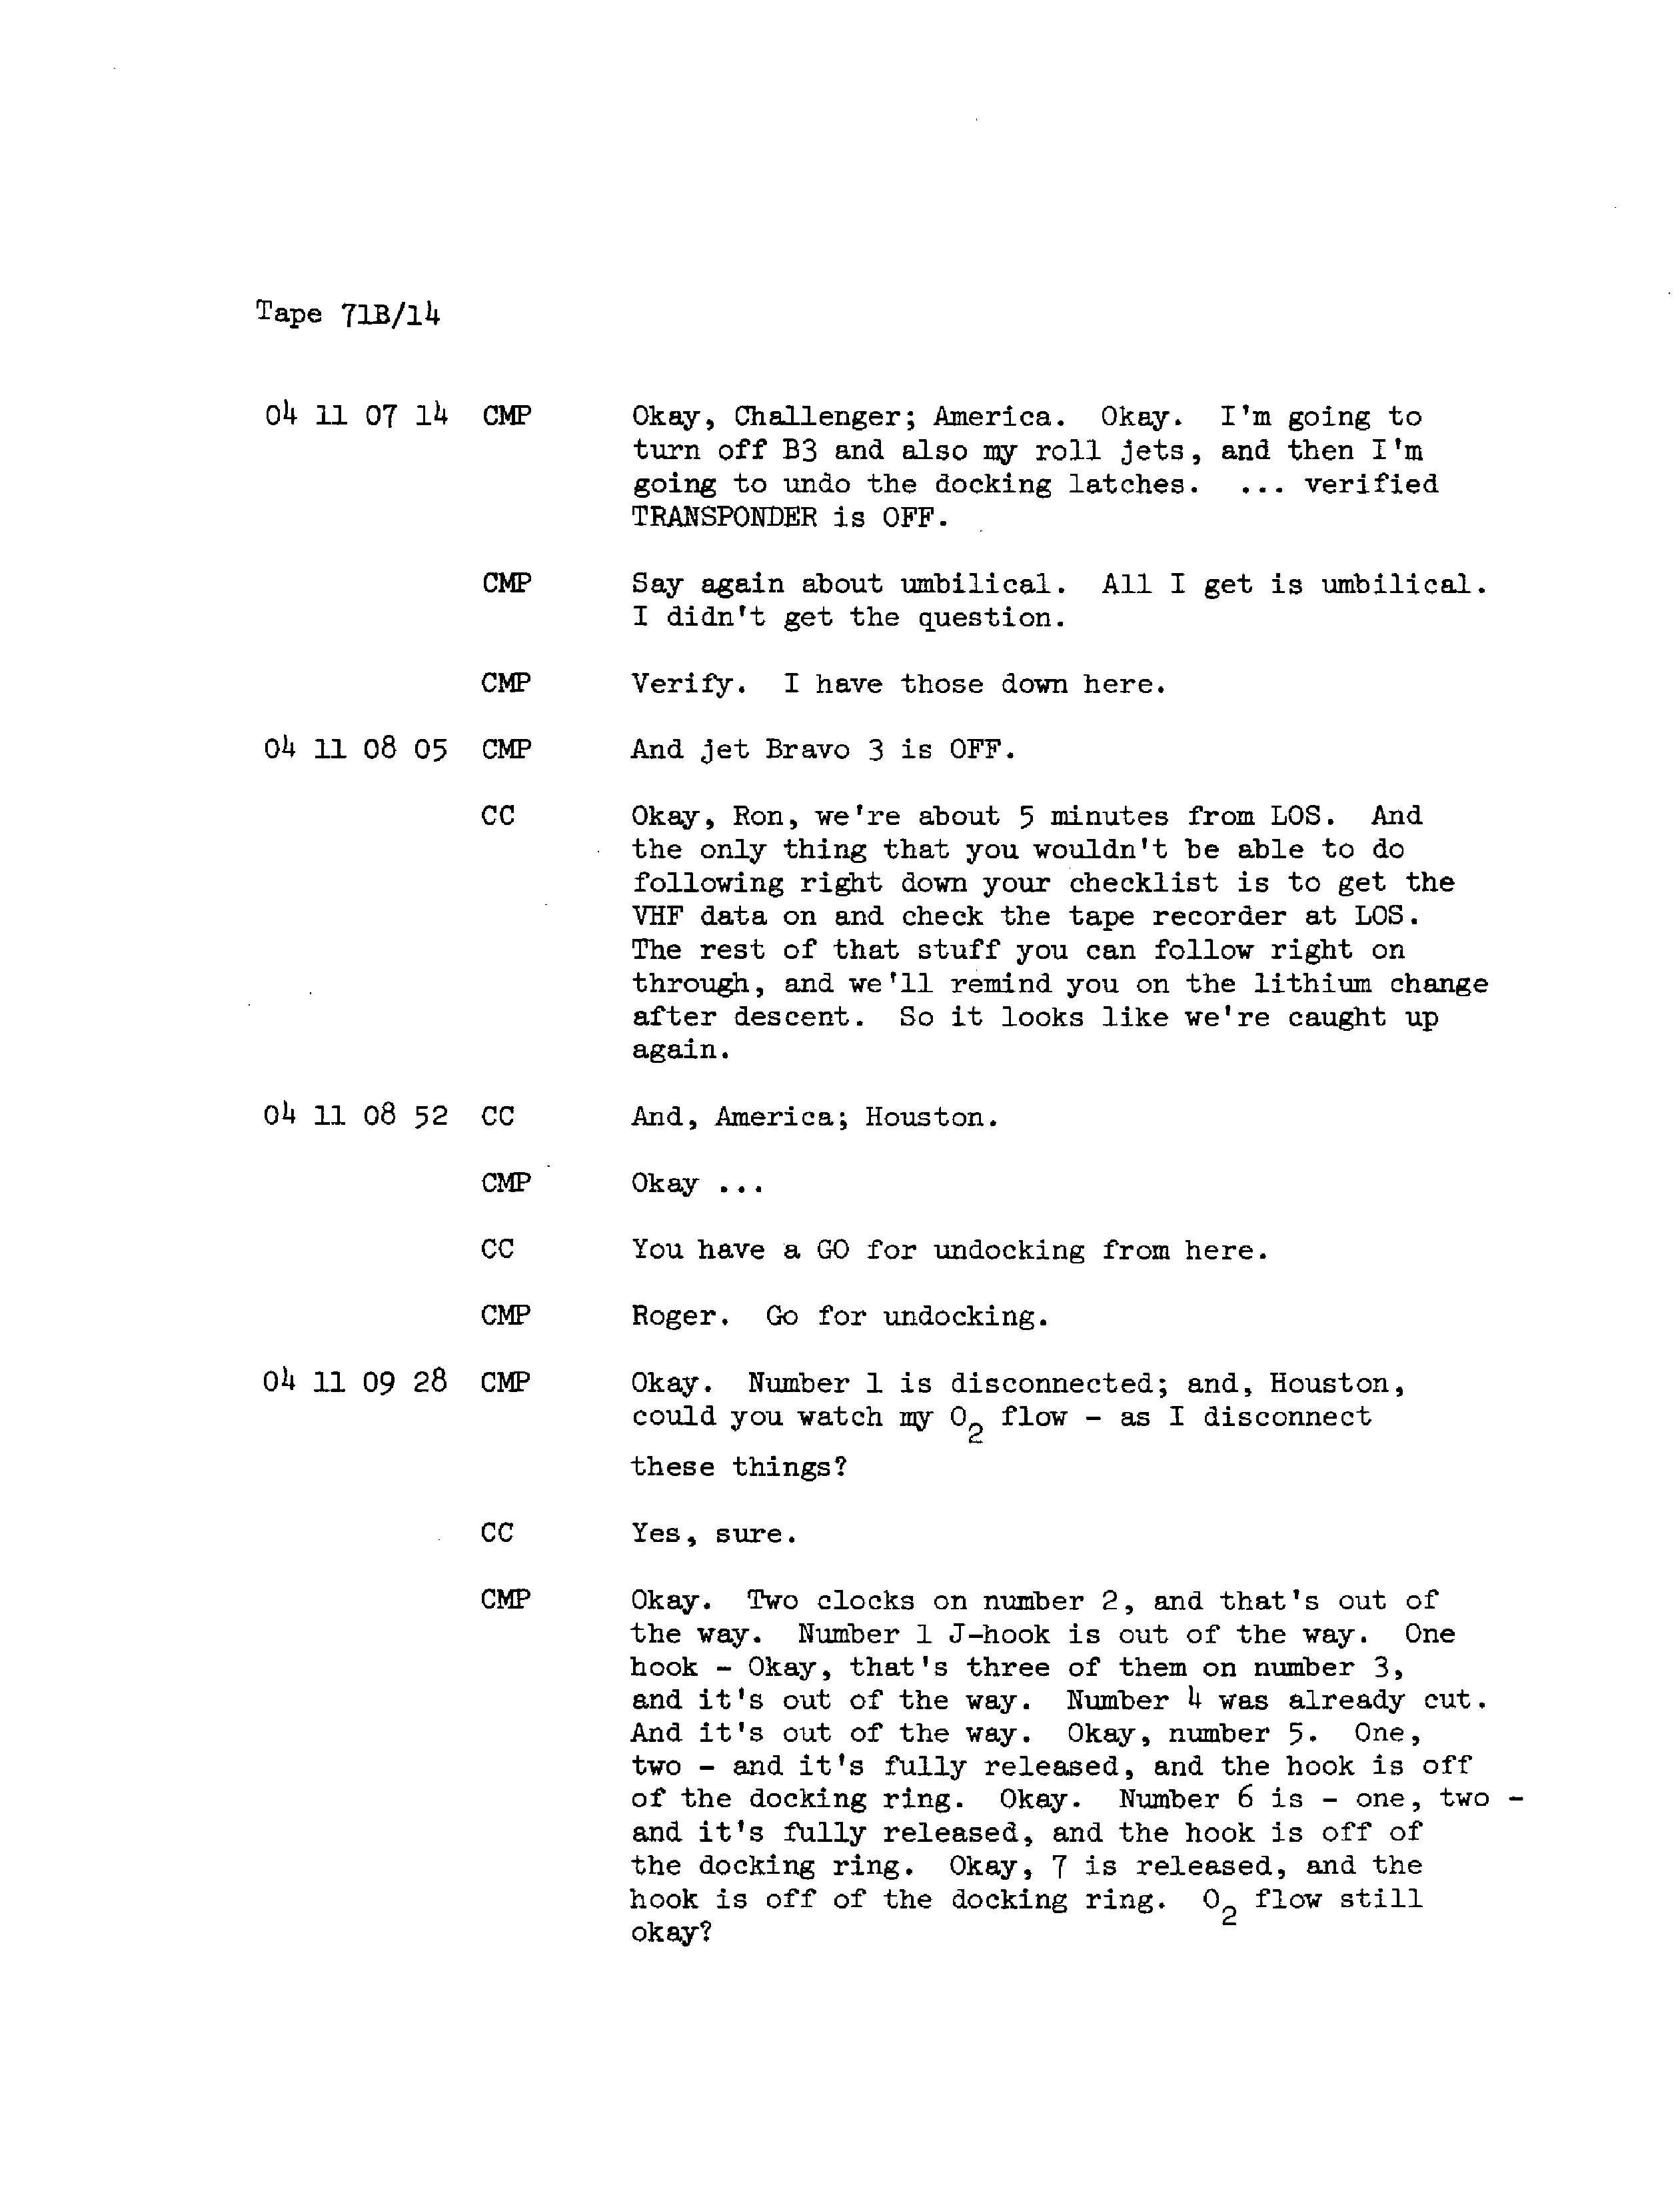 Tape 71B/14
04 11 07 14 CMP Okay, Challenger; America. Okay. I'm going to
turn off B3 and also my roll jets, and then I'm
going to undo the docking latches. ... verified
TRANSPONDER is OFF.
CMP Say again about umbilical. All I get is umbilical.
I didn't get the question.
CMP Verify. I have those down here.
04 11 08 05 CMP And jet Bravo 3 is OFF.
CC Okay, Ron, we're about 5 minutes from LOS. And
the only thing that you wouldn't be able to do
following right down your checklist is to get the
VHF data on and check the tape recorder at LOS.
The rest of that stuff you can follow right on
through, and we'll remind you on the lithium change
after descent. So it looks like we're caught up
again.
04 11 08 52 CC And, America; Houston.
CMP Okay ...
CC You have a GO for undocking from here.
CMP Roger. Go for undocking.
04 11 09 28 CMP Okay. Number 1 is disconnected; and, Houston,
could you watch my O2 flow - as I disconnect
these things?
CC Yes, sure.
CMP Okay. Two clocks on number 2, and that's out of
the way. Number 1 J-hook is out of the way. One
hook - Okay, that's three of them on number 3,
and it's out of the way. Number 4 was already cut.
And it's out of the way. Okay, number 5. One,
two - and it's fully released, and the hook is off
of the docking ring. Okay. Number 6 is - one, two -
and it's fully released, and the hook is off of
the docking ring. Okay, 7 is released, and the
hook is off of the docking ring. O2 flow still
okay?